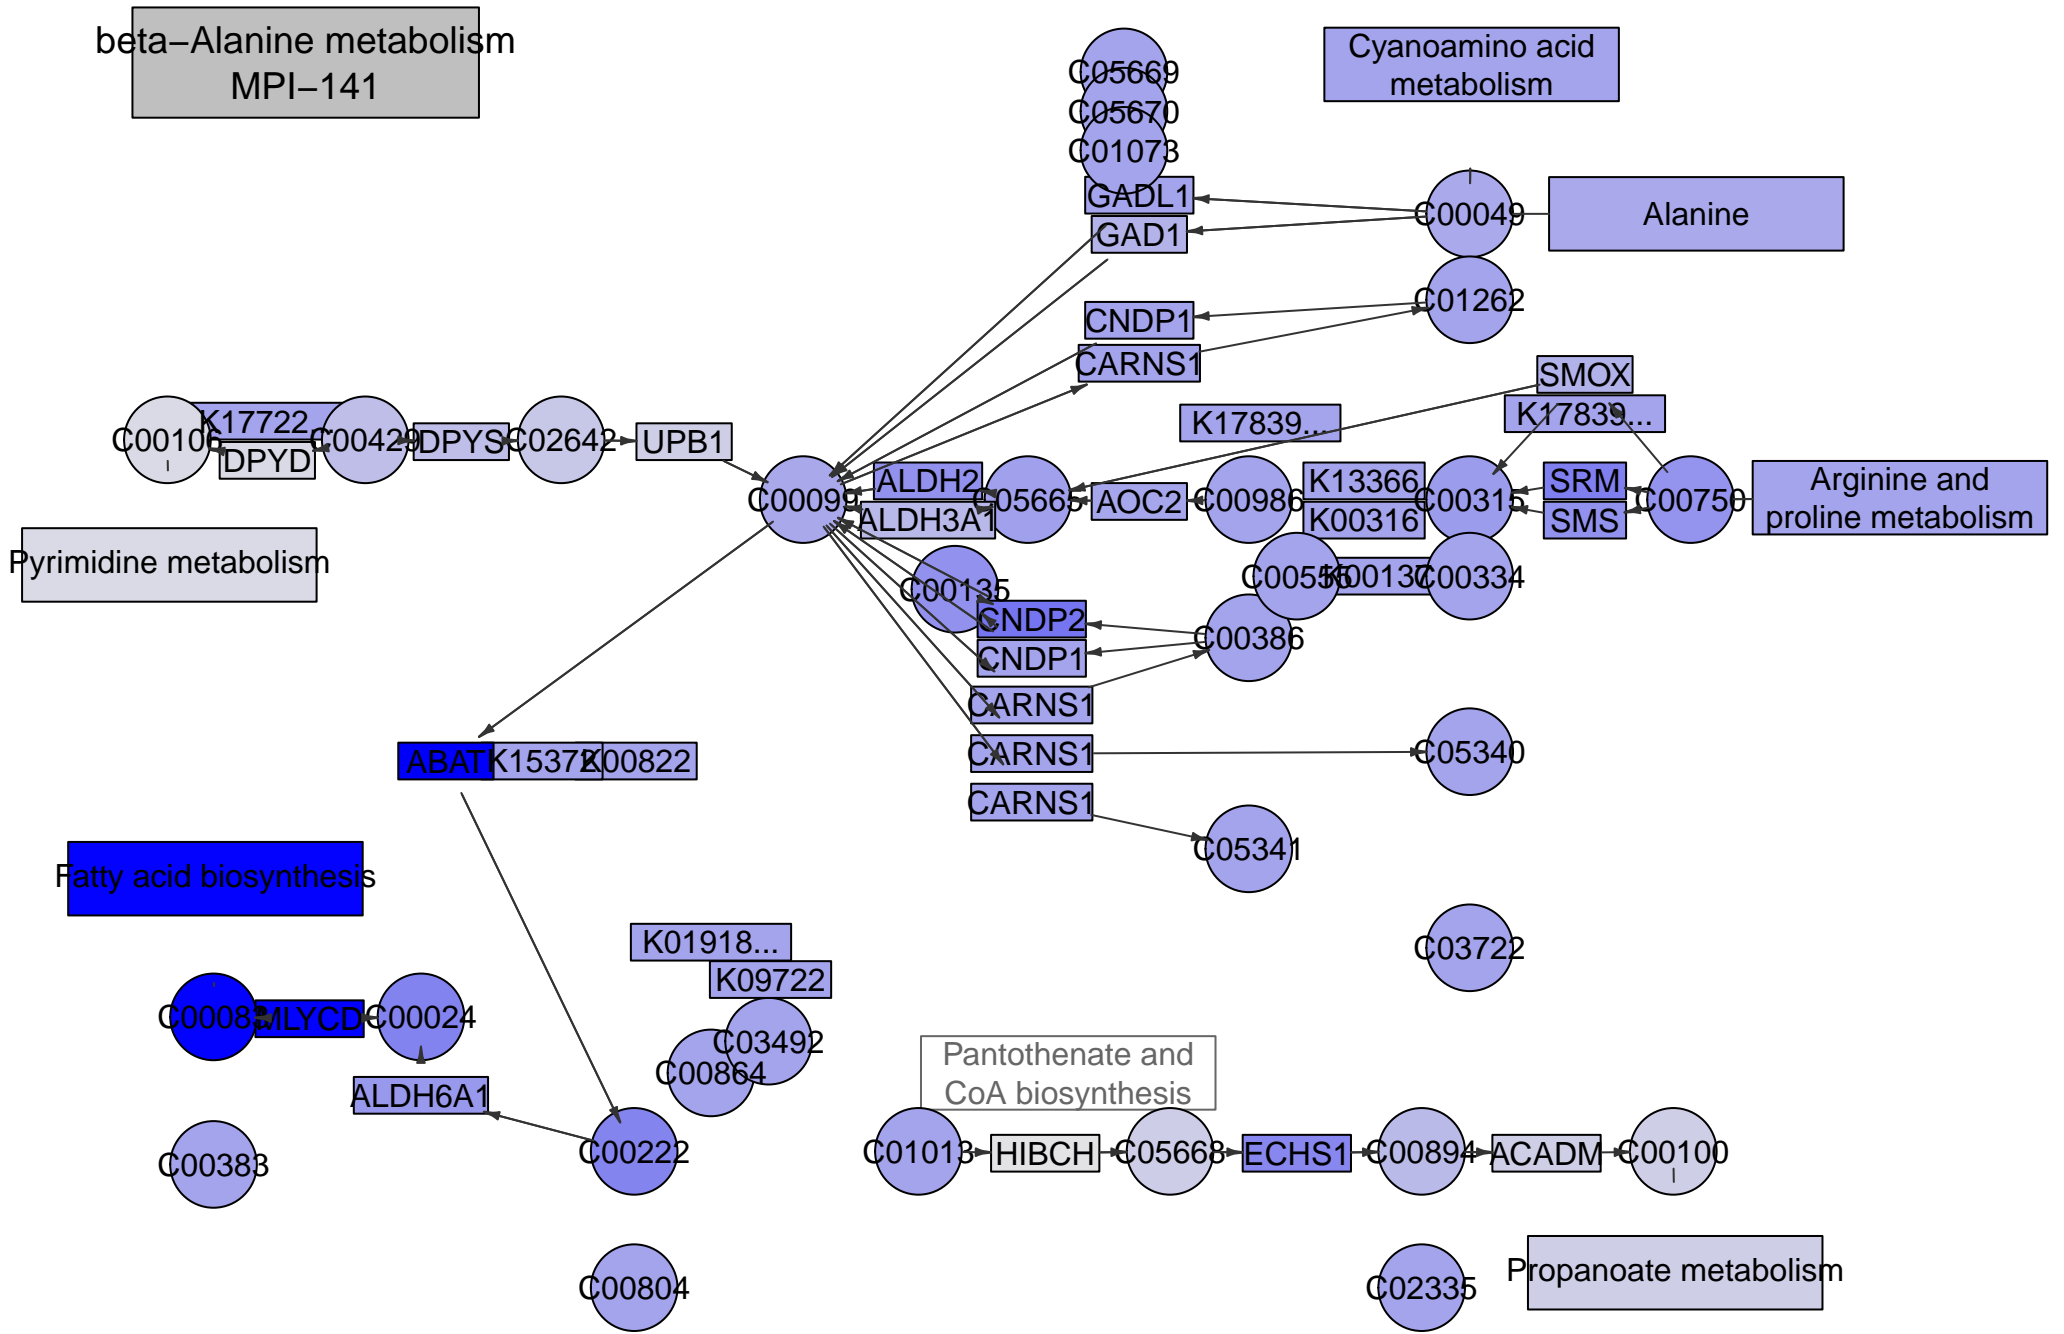 beta−Alanine metabolism
MPI−141
C05669
C05670
C01073
Cyanoamino acid
metabolism
GADL1
GAD1
C00049
Alanine
C01262
CNDP1
CARNS1
SMOX
K17839...
K17839...
C00106
K17722...
DPYD
C00429
DPYS
C02642
UPB1
C00099
ALDH2
ALDH3A1
C05665
AOC2
C00986
K13366
K00316
C00315
SRM
SMS
C00750
Arginine and
proline metabolism
Pyrimidine metabolism
C00135
C00555
K00137
C00334
CNDP2
CNDP1
C00386
CARNS1
CARNS1
CARNS1
C05340
C05341
ABAT
K15372
K00822
Fatty acid biosynthesis
K01918...
K09722
C03722
C00083
MLYCD
C00024
C03492
C00864
ALDH6A1
Pantothenate and
CoA biosynthesis
C00383
C00222
C01013
HIBCH
C05668
ECHS1
C00894
ACADM
C00100
C00804
C02335
Propanoate metabolism